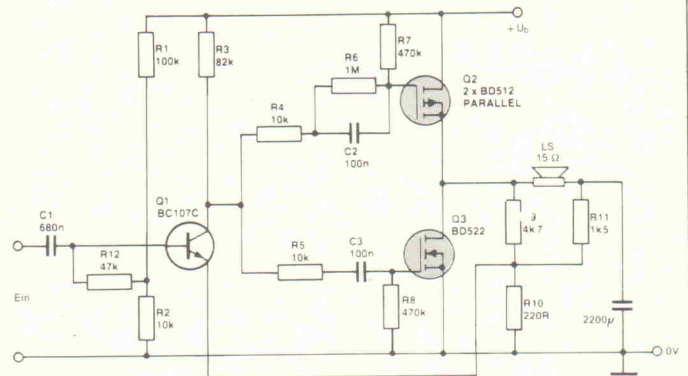 + Ub
R1
100k
R3
82k
R7
470k
R6
1M
Q2
2 x BD512
PARALLEL
R4
10k
C2
100n
LS
15 Ω
Q1
BC107C
C1
680n
Q3
BD522
9
4k7
R11
1k5
R5
10k
C3
100n
R12
47k
Ein
R2
10k
R8
470k
R10
220R
2200µ
0V